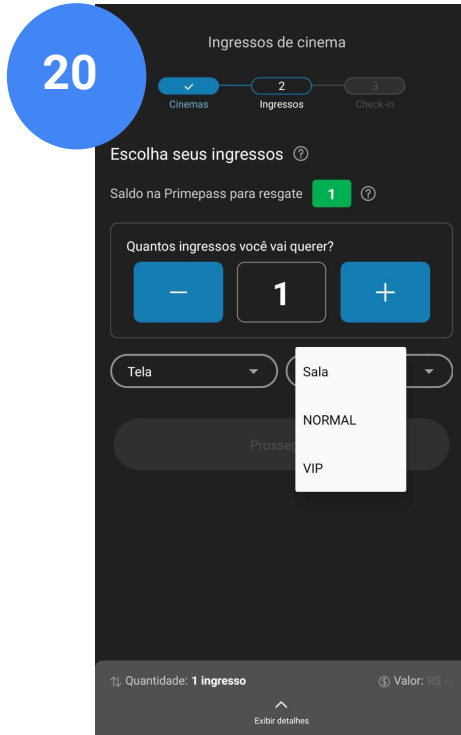 20
Ingressos de cinema
2
3
Cinemas
Ingressos
Check-in
Escolha seus ingressos
Saldo na Primepass para resgate 1
Quantos ingressos você vai querer?
1
Tela
Sala
NORMAL
VIP
Quantidade: 1 ingresso
Valor: R$ --
Exibir detalhes